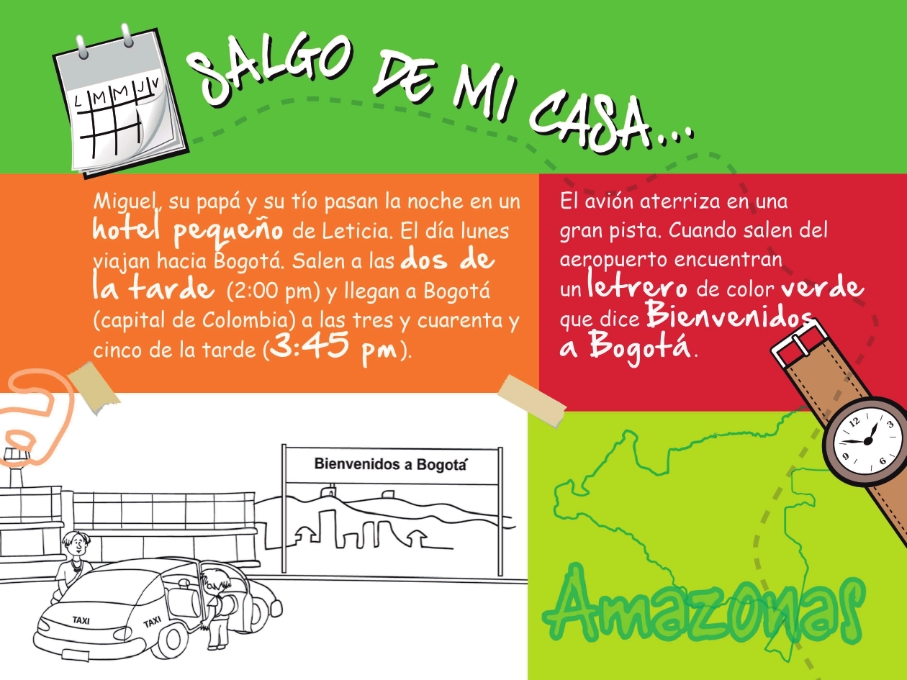 L M M J V
SALGO DE MI CASA...
Miguel, su papá y su tío pasan la noche en un
hotel pequeño de Leticia. El día lunes
viajan hacia Bogotá. Salen a las dos de
la tarde (2:00 pm) y llegan a Bogotá
(capital de Colombia) a las tres y cuarenta y
cinco de la tarde (3:45 pm).
El avión aterriza en una
gran pista. Cuando salen del
aeropuerto encuentran
un letrero de color verde
que dice Bienvenidos
a Bogotá.
a
12
3
6
9
Bienvenidos a Bogotá
TAXI
TAXI
Amazonas